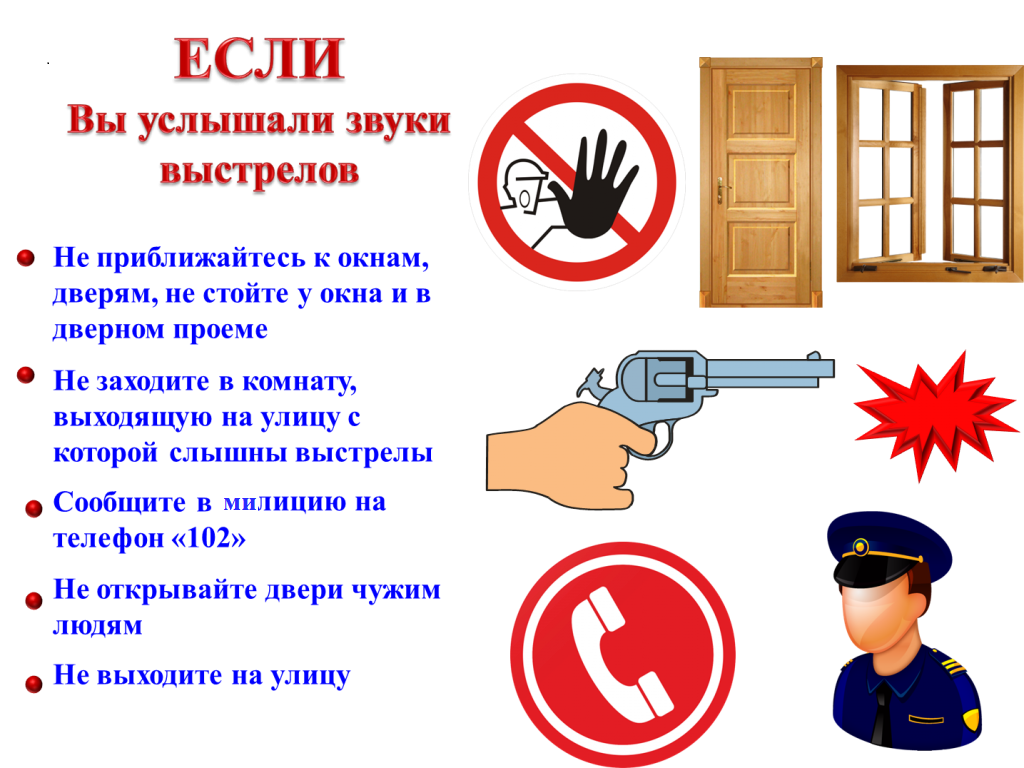 ЕСЛИ
Вы услышали звуки
выстрелов
Не приближайтесь к окнам,
дверям, не стойте у окна и в
дверном проеме
Не заходите в комнату,
выходящую на улицу с
которой слышны выстрелы
Сообщите в милицию на
телефон «102»
Не открывайте двери чужим
людям
Не выходите на улицу